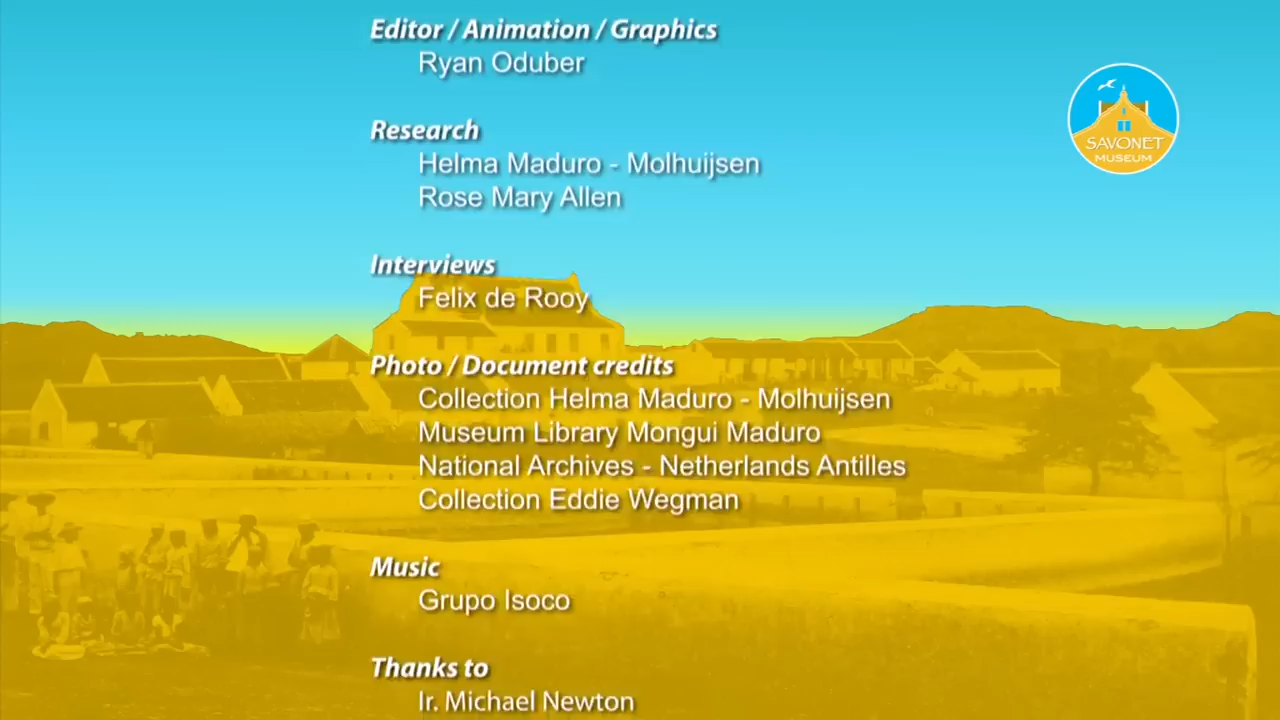 Editor / Animation / Graphics
Ryan Oduber
Research
Helma Maduro - Molhuijsen
Rose Mary Allen
Interviews
Felix de Rooy
Photo / Document credits
Collection Helma Maduro - Molhuijsen
Museum Library Mongui Maduro
National Archives - Netherlands Antilles
Collection Eddie Wegman
Music
Grupo Isoco
Thanks to
Ir. Michael Newton
SAVONET
MUSEUM